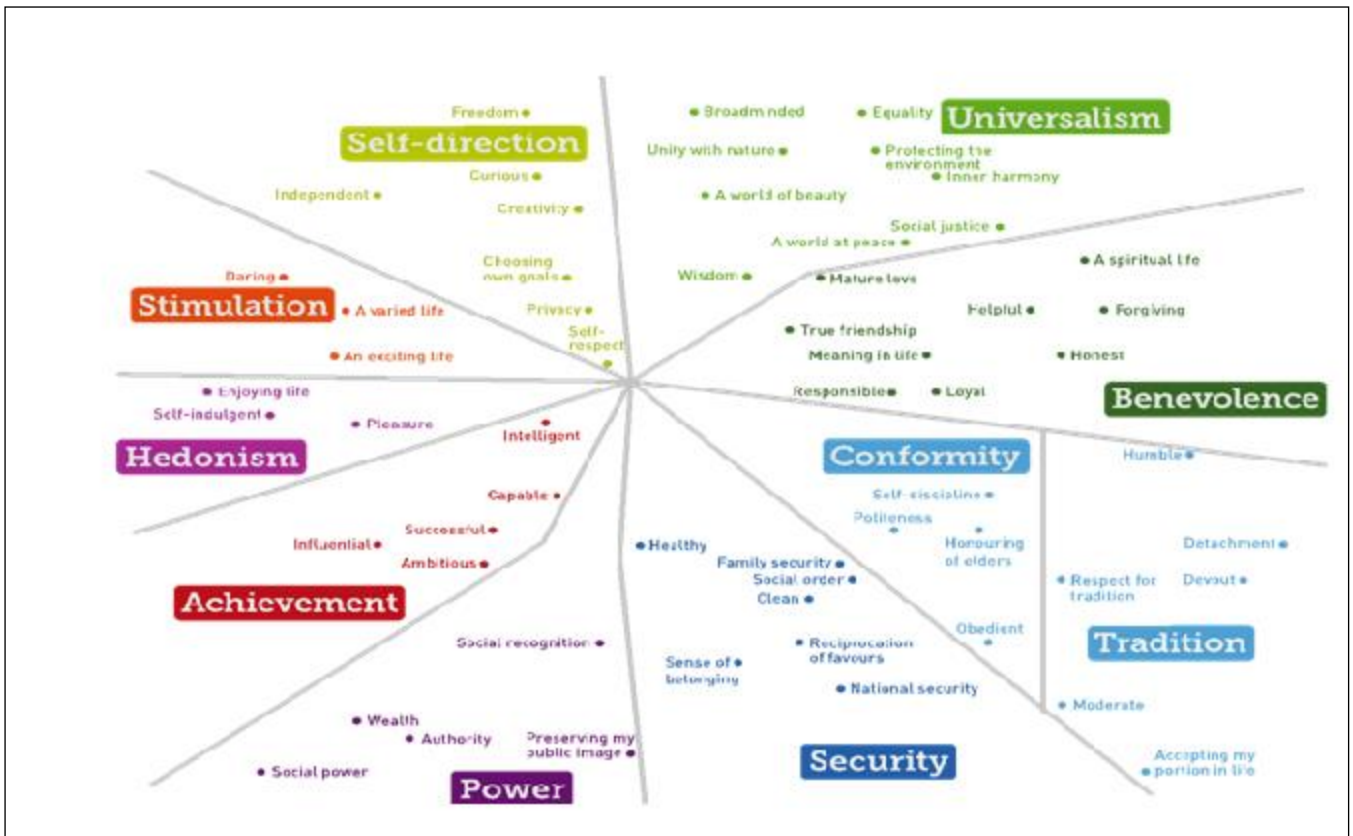 Freedom
Self-direction
Curious
Independent
Creativity
Choosing
own goals
Privacy
Self-
respect
Broadminded
Equality
Universalism
Unity with nature
Protecting the
environment
Inner harmony
A world of beauty
Social justice
A world at peace
Wisdom
Daring
Stimulation
A varied life
An exciting life
Mature love
A spiritual life
Helpful
Forgiving
True friendship
Meaning in life
Honest
Responsible
Loyal
Benevolence
Enjoying life
Self-indulgent
Pleasure
Hedonism
Intelligent
Capable
Successful
Influential
Ambitious
Achievement
Conformity
Self-discipline
Politeness
Honouring
of elders
Obedient
Humble
Detachment
Respect for
tradition
Devout
Tradition
Moderate
Accepting my
portion in life
Healthy
Family security
Social order
Clean
Reciprocation
of favours
Sense of
belonging
National security
Security
Social recognition
Wealth
Authority
Preserving my
public image
Social power
Power